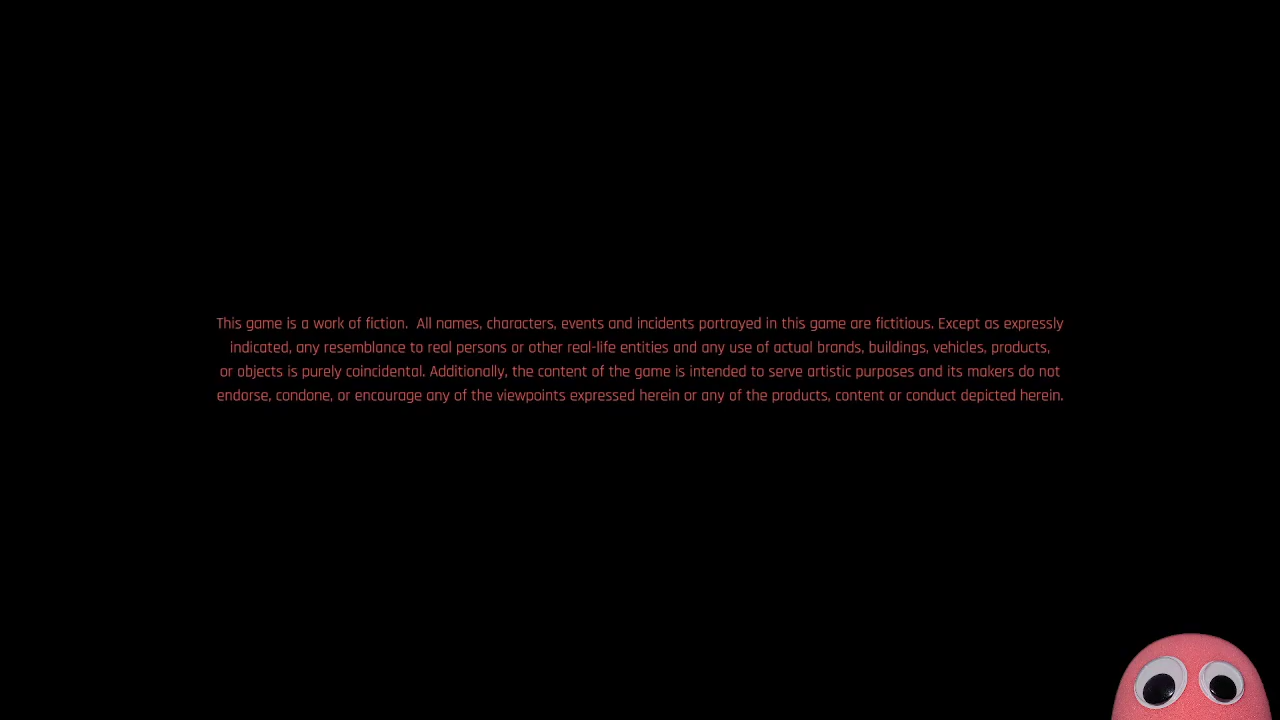 This game is a work of fiction.  All names, characters, events and incidents portrayed in this game are fictitious. Except as expressly
indicated, any resemblance to real persons or other real-life entities and any use of actual brands, buildings, vehicles, products,
or objects is purely coincidental. Additionally, the content of the game is intended to serve artistic purposes and its makers do not
endorse, condone, or encourage any of the viewpoints expressed herein or any of the products, content or conduct depicted herein.